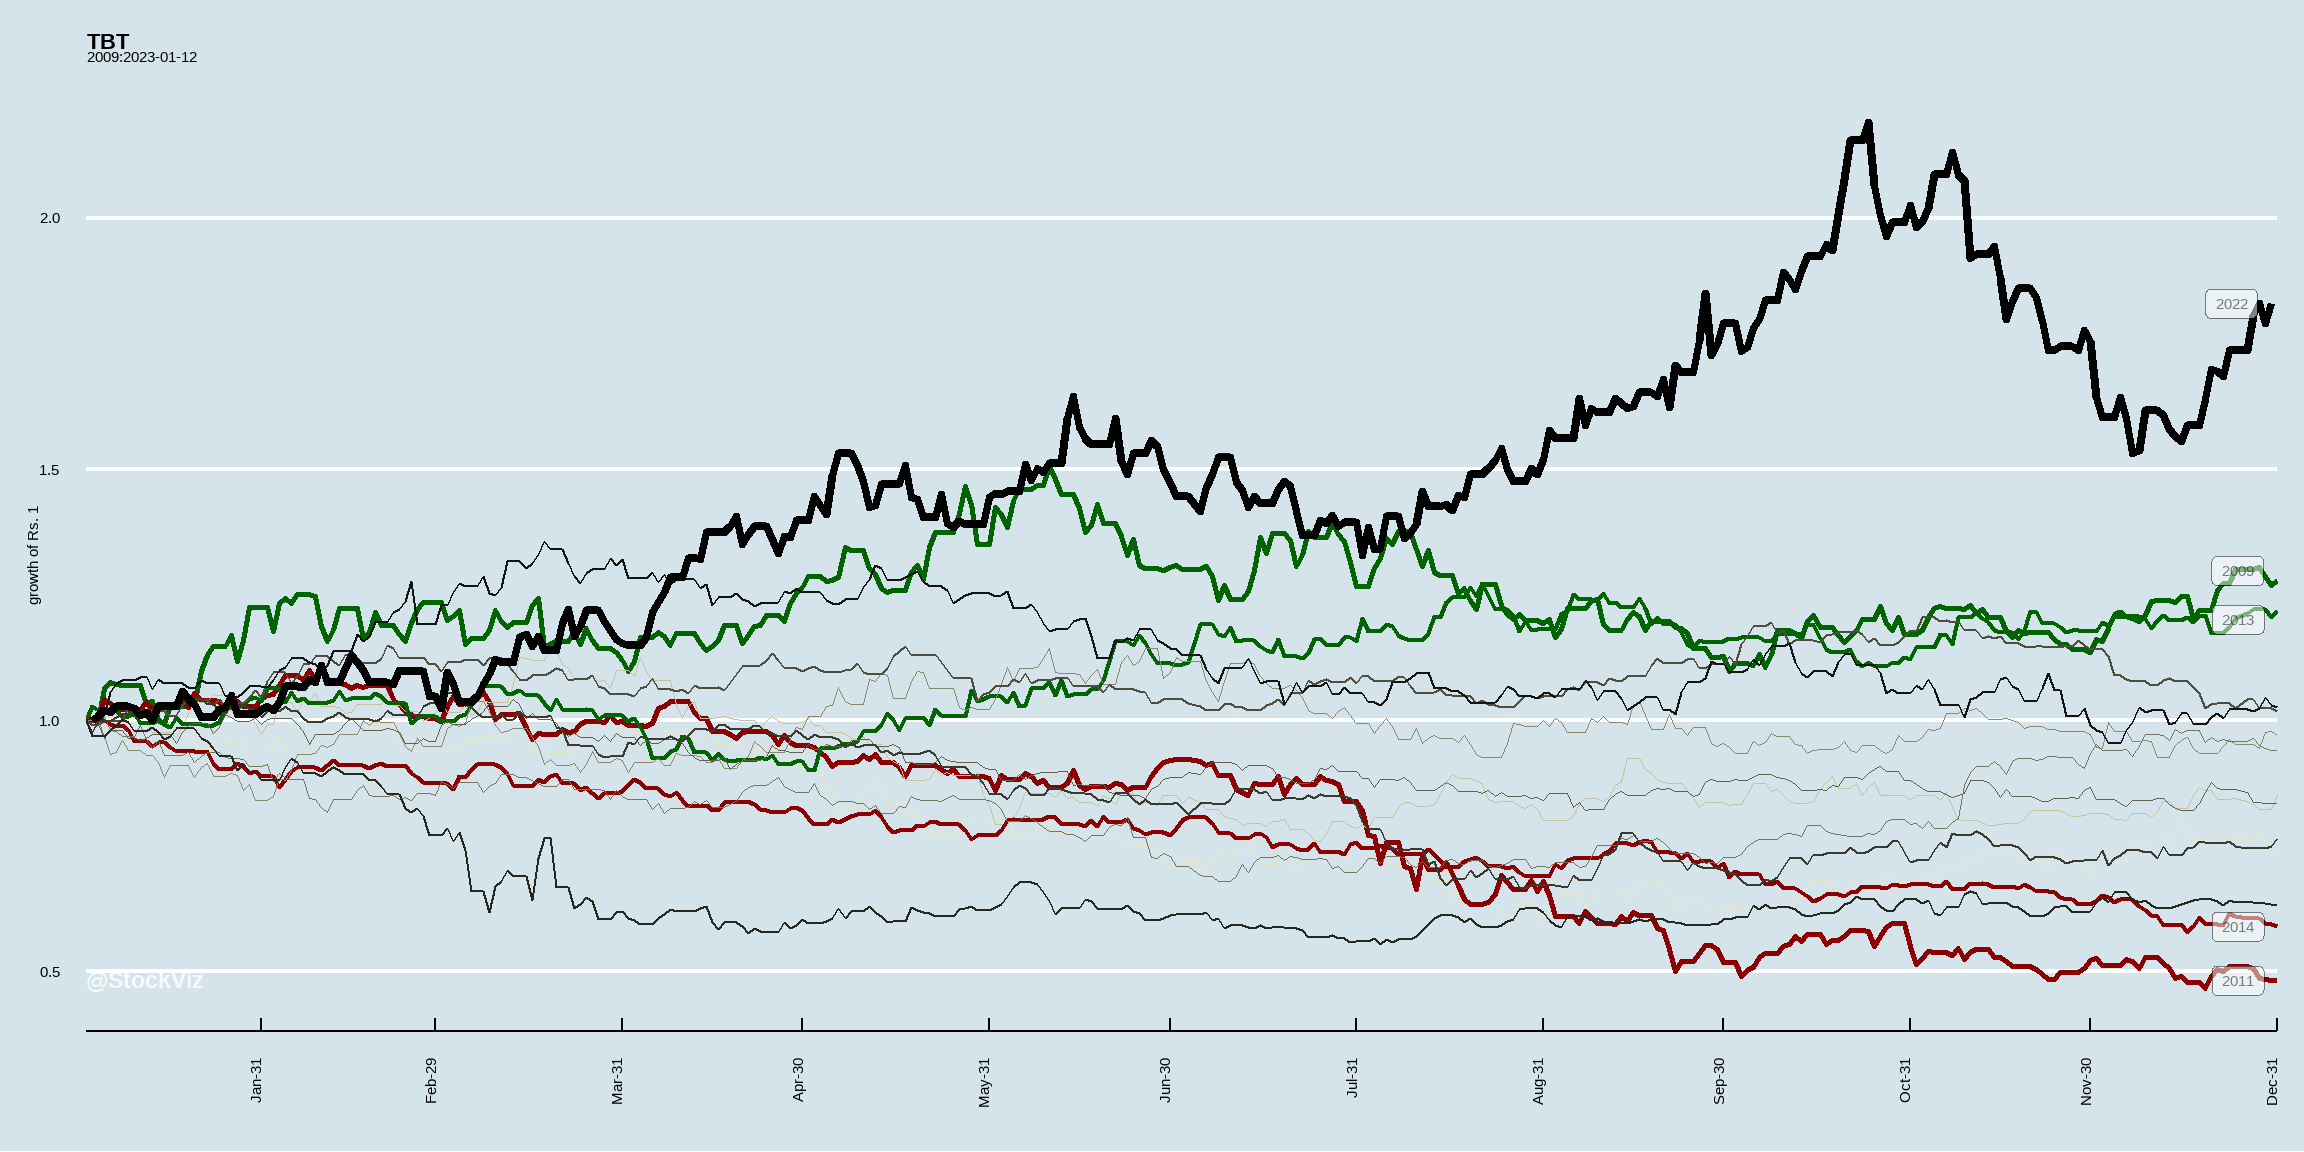 TBT
2009:2023-01-12
growth of Rs. 1
2.0
1.5
1.0
0.5
2022
2009
2013
2014
2011
@StockViz
Jan-31
Feb-29
Mar-31
Apr-30
May-31
Jun-30
Jul-31
Aug-31
Sep-30
Oct-31
Nov-30
Dec-31